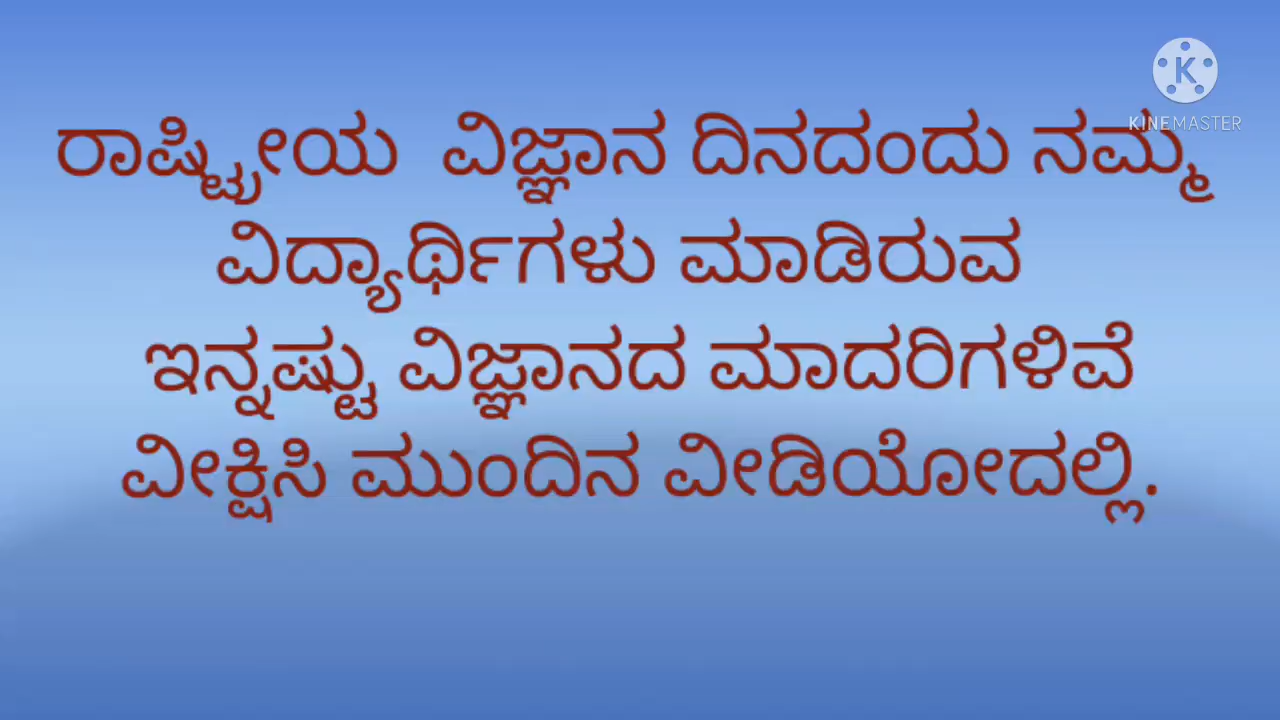 K
KINEMASTER
ರಾಷ್ಟ್ರೀಯ ವಿಜ್ಞಾನ ದಿನದಂದು ನಮ್ಮ
ವಿದ್ಯಾರ್ಥಿಗಳು ಮಾಡಿರುವ
ಇನ್ನಷ್ಟು ವಿಜ್ಞಾನದ ಮಾದರಿಗಳಿವೆ
ವೀಕ್ಷಿಸಿ ಮುಂದಿನ ವೀಡಿಯೋದಲ್ಲಿ.